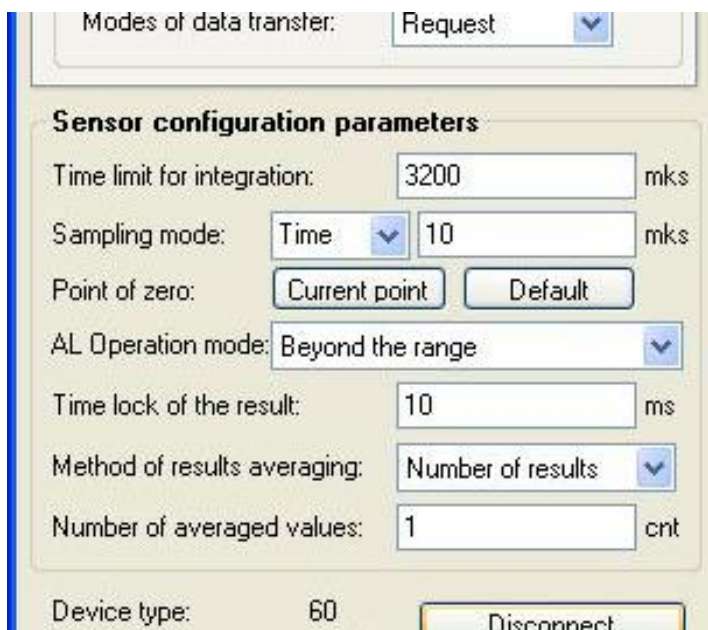 Modes of data transfer: Request
Sensor configuration parameters
Time limit for integration: 3200 mks
Sampling mode: Time 10 mks
Point of zero: Current point Default
AL Operation mode: Beyond the range
Time lock of the result: 10 ms
Method of results averaging: Number of results
Number of averaged values: 1 cnt
Device type: 60 Disconnect